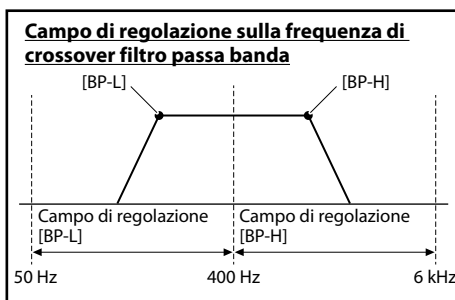 Campo di regolazione sulla frequenza di
crossover filtro passa banda
[BP-L] [BP-H]
Campo di regolazione Campo di regolazione
[BP-L] [BP-H]
50 Hz 400 Hz 6 kHz